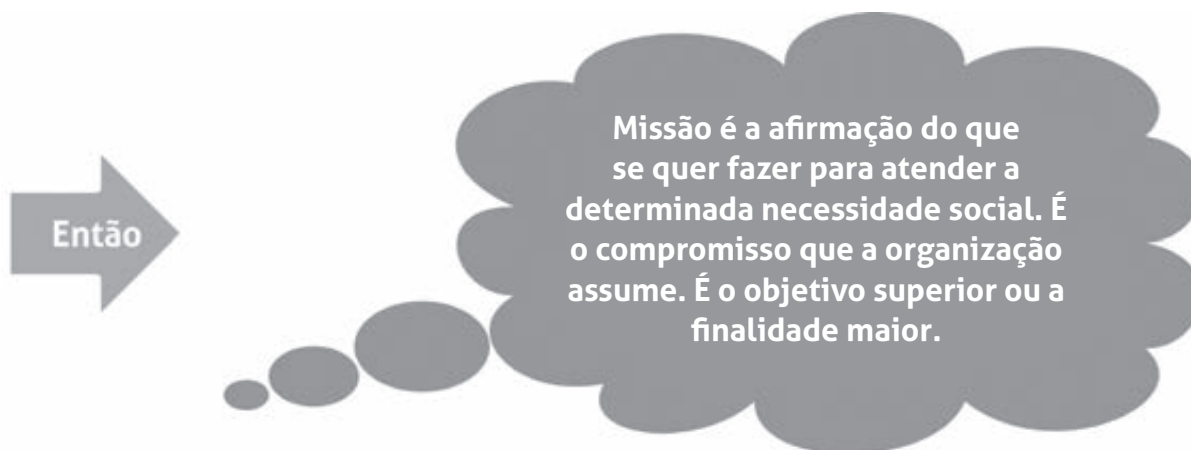 Então
Missão é a afirmação do que
se quer fazer para atender a
determinada necessidade social. É
o compromisso que a organização
assume. É o objetivo superior ou a
finalidade maior.